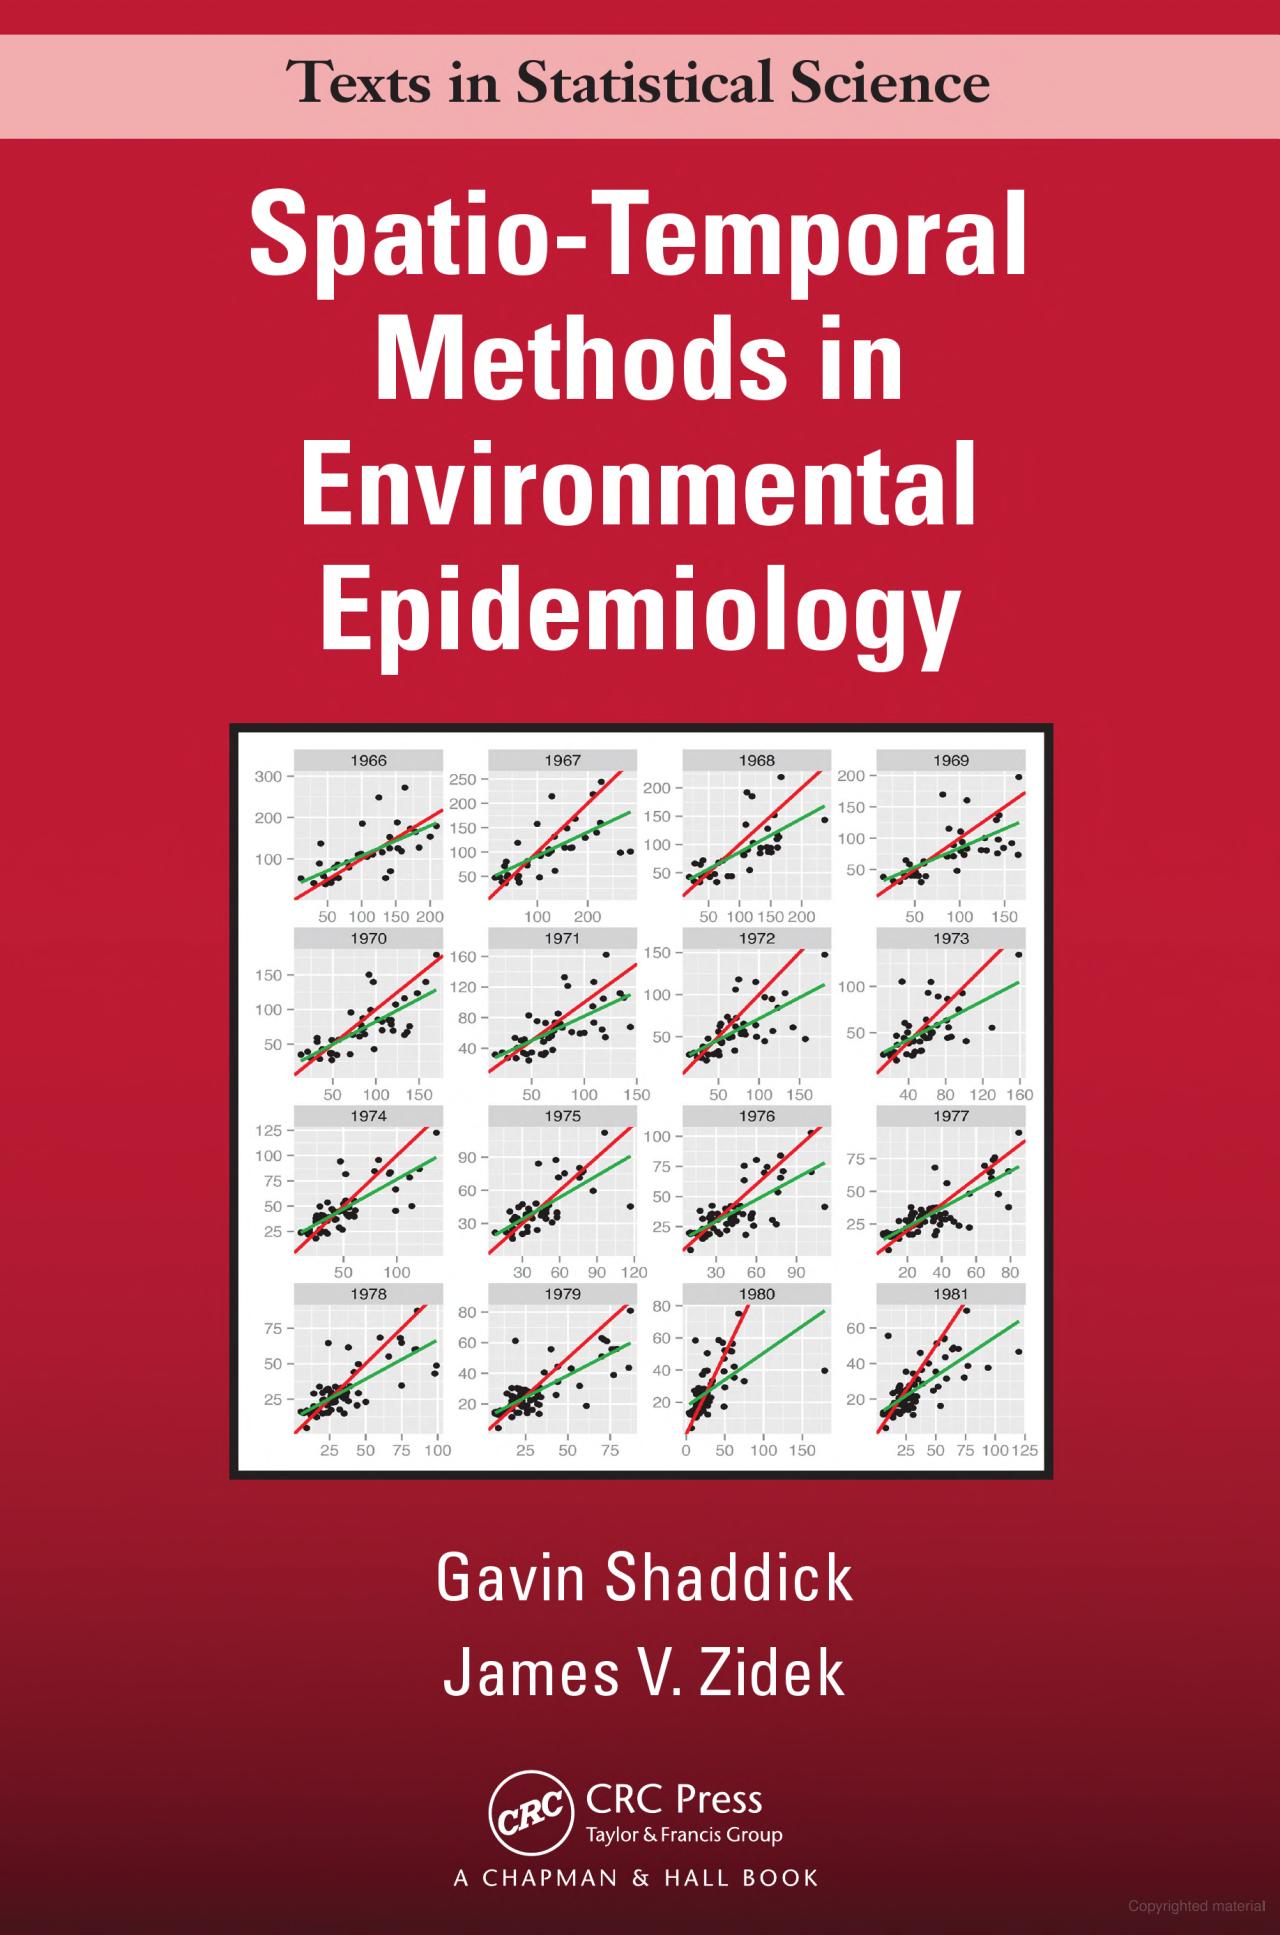 Texts in Statistical Science
Spatio-Temporal
Methods in
Environmental
Epidemiology
1966 1967 1968 1969
300
200
100
50 100 150 200
250
200
150
100
50
100 200
200
150
100
50
50 100 150 200
200
150
100
50
50 100 150
1970 1971 1972 1973
150
100
50
50 100 150
160
120
80
40
50 100 150
150
100
50
50 100 150
100
50
40 80 120 160
1974 1975 1976 1977
125
100
75
50
25
50 100
90
60
30
30 60 90 120
100
75
50
25
30 60 90
75
50
25
20 40 60 80
1978 1979 1980 1981
75
50
25
25 50 75 100
80
60
40
20
25 50 75
80
60
40
20
0 50 100 150
60
40
20
25 50 75 100 125
Gavin Shaddick
James V. Zidek
CRC
CRC Press
Taylor & Francis Group
A CHAPMAN & HALL BOOK
Copyrighted material